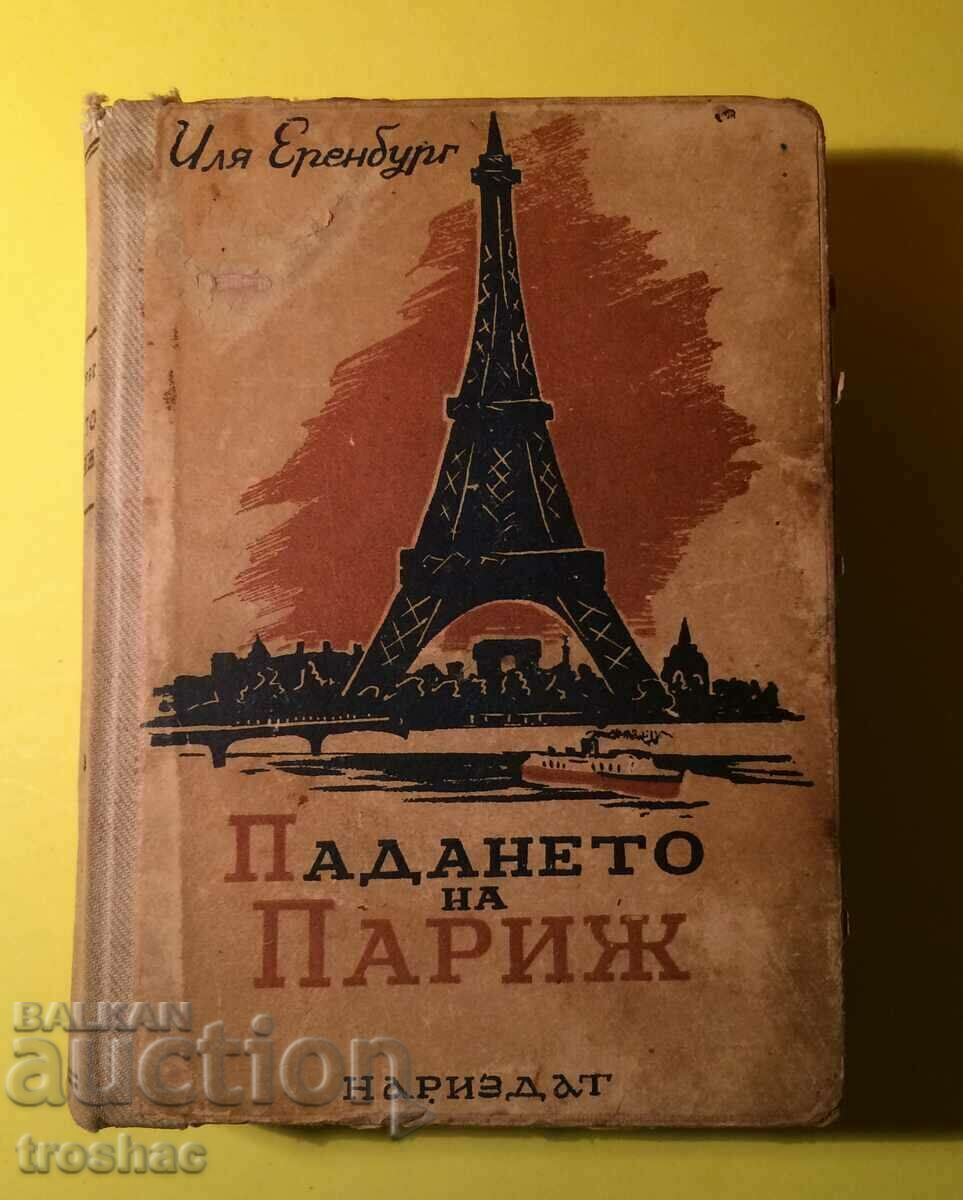 Иля Еренбург
ПАДАНЕТО
НА
ПАРИЖ
НАРИЗДАТ
BALKAN
auction
troshac